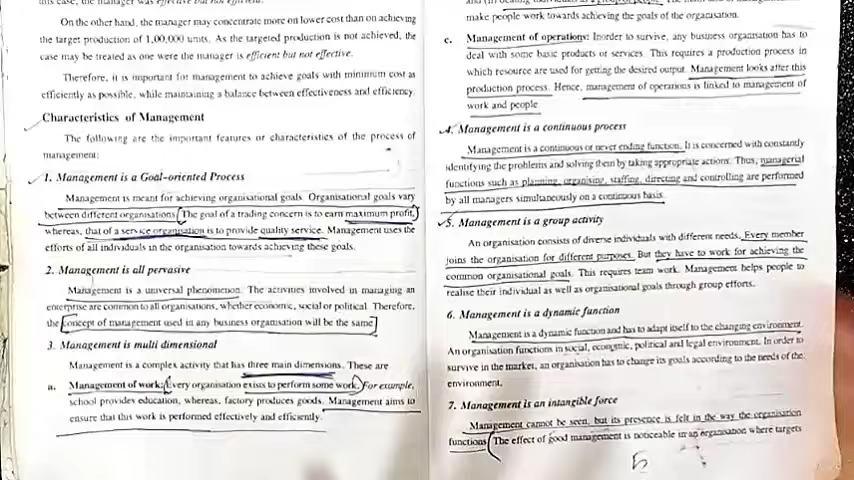 this case, the manager was effective but not efficient.
On the other hand, the manager may concentrate more on lower cost than on achieving
the target production of 1,00,000 units. As the targeted production is not achieved, the
case may be treated as one were the manager is efficient but not effective.
Therefore, it is important for management to achieve goals with minimum cost as
efficiently as possible, while maintaining a balance between effectiveness and efficiency.
Characteristics of Management
The following are the important features or characteristics of the process of
management:
1. Management is a Goal-oriented Process
Management is meant for achieving organisational goals. Organisational goals vary
between different organisations. The goal of a trading concern is to earn maximum profit,
whereas, that of a service organisation is to provide quality service. Management uses the
efforts of all individuals in the organisation towards achieving these goals.
2. Management is all pervasive
Management is a universal phenomenon. The activities involved in managing an
enterprise are common to all organisations, whether economic, social or political. Therefore,
the concept of management used in any business organisation will be the same.
3. Management is multi dimensional
Management is a complex activity that has three main dimensions. These are
a. Management of work: Every organisation exists to perform some work. For example,
school provides education, whereas, factory produces goods. Management aims to
ensure that this work is performed effectively and efficiently.
make people work towards achieving the goals of the organisation.
c. Management of operations: Inorder to survive, any business organisation has to
deal with some basic products or services. This requires a production process in
which resource are used for getting the desired output. Management looks after this
production process. Hence, management of operations is linked to management of
work and people.
4. Management is a continuous process
Management is a continuous or never ending function. It is concerned with constantly
identifying the problems and solving them by taking appropriate actions. Thus, managerial
functions such as planning, organising, staffing, directing and controlling are performed
by all managers simultaneously on a continuous basis.
5. Management is a group activity
An organisation consists of diverse individuals with different needs. Every member
joins the organisation for different purposes. But they have to work for achieving the
common organisational goals. This requires team work. Management helps people to
realise their individual as well as organisational goals through group efforts.
6. Management is a dynamic function
Management is a dynamic function and has to adapt itself to the changing environment.
An organisation functions in social, economic, political and legal environment. In order to
survive in the market, an organisation has to change its goals according to the needs of the
environment.
7. Management is an intangible force
Management cannot be seen, but its presence is felt in the way the organisation
functions. The effect of good management is noticeable in an organisation where targets